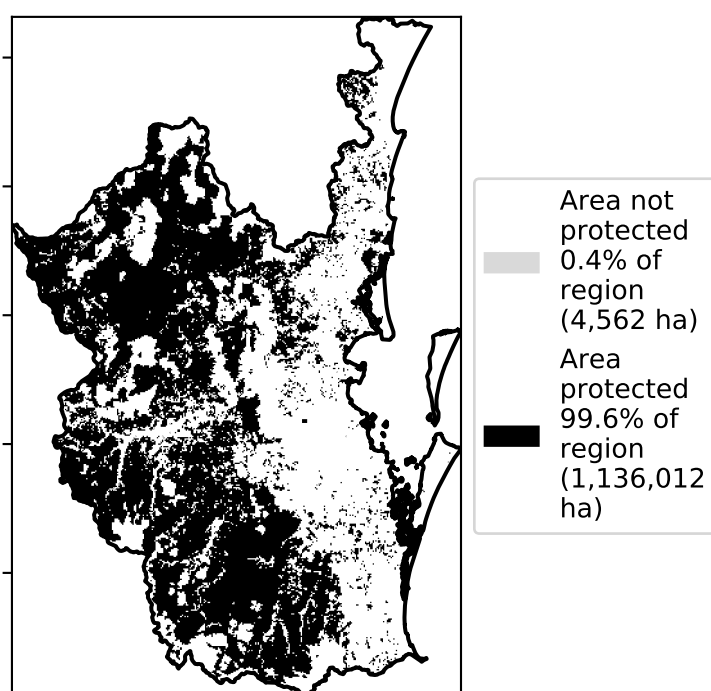 Area not
protected
0.4% of
region
(4,562 ha)
Area
protected
99.6% of
region
(1,136,012
ha)